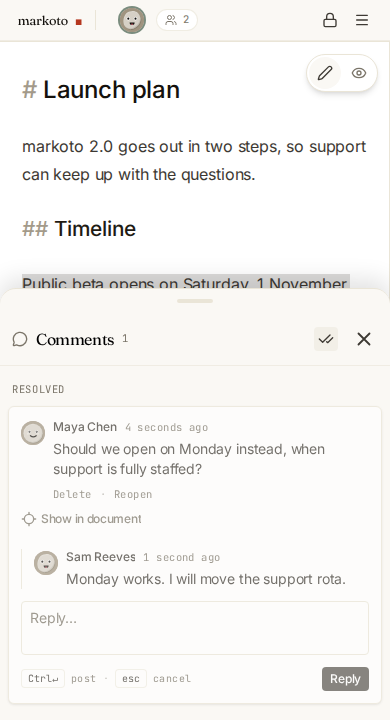 markoto
2
# Launch plan
markoto 2.0 goes out in two steps, so support
can keep up with the questions.
## Timeline
Public beta opens on Saturday, 1 November
Comments 1
RESOLVED
Maya Chen 4 seconds ago
Should we open on Monday instead, when
support is fully staffed?
Delete · Reopen
Show in document
Sam Reeves 1 second ago
Monday works. I will move the support rota.
Reply...
Ctrl↵ post · esc cancel
Reply